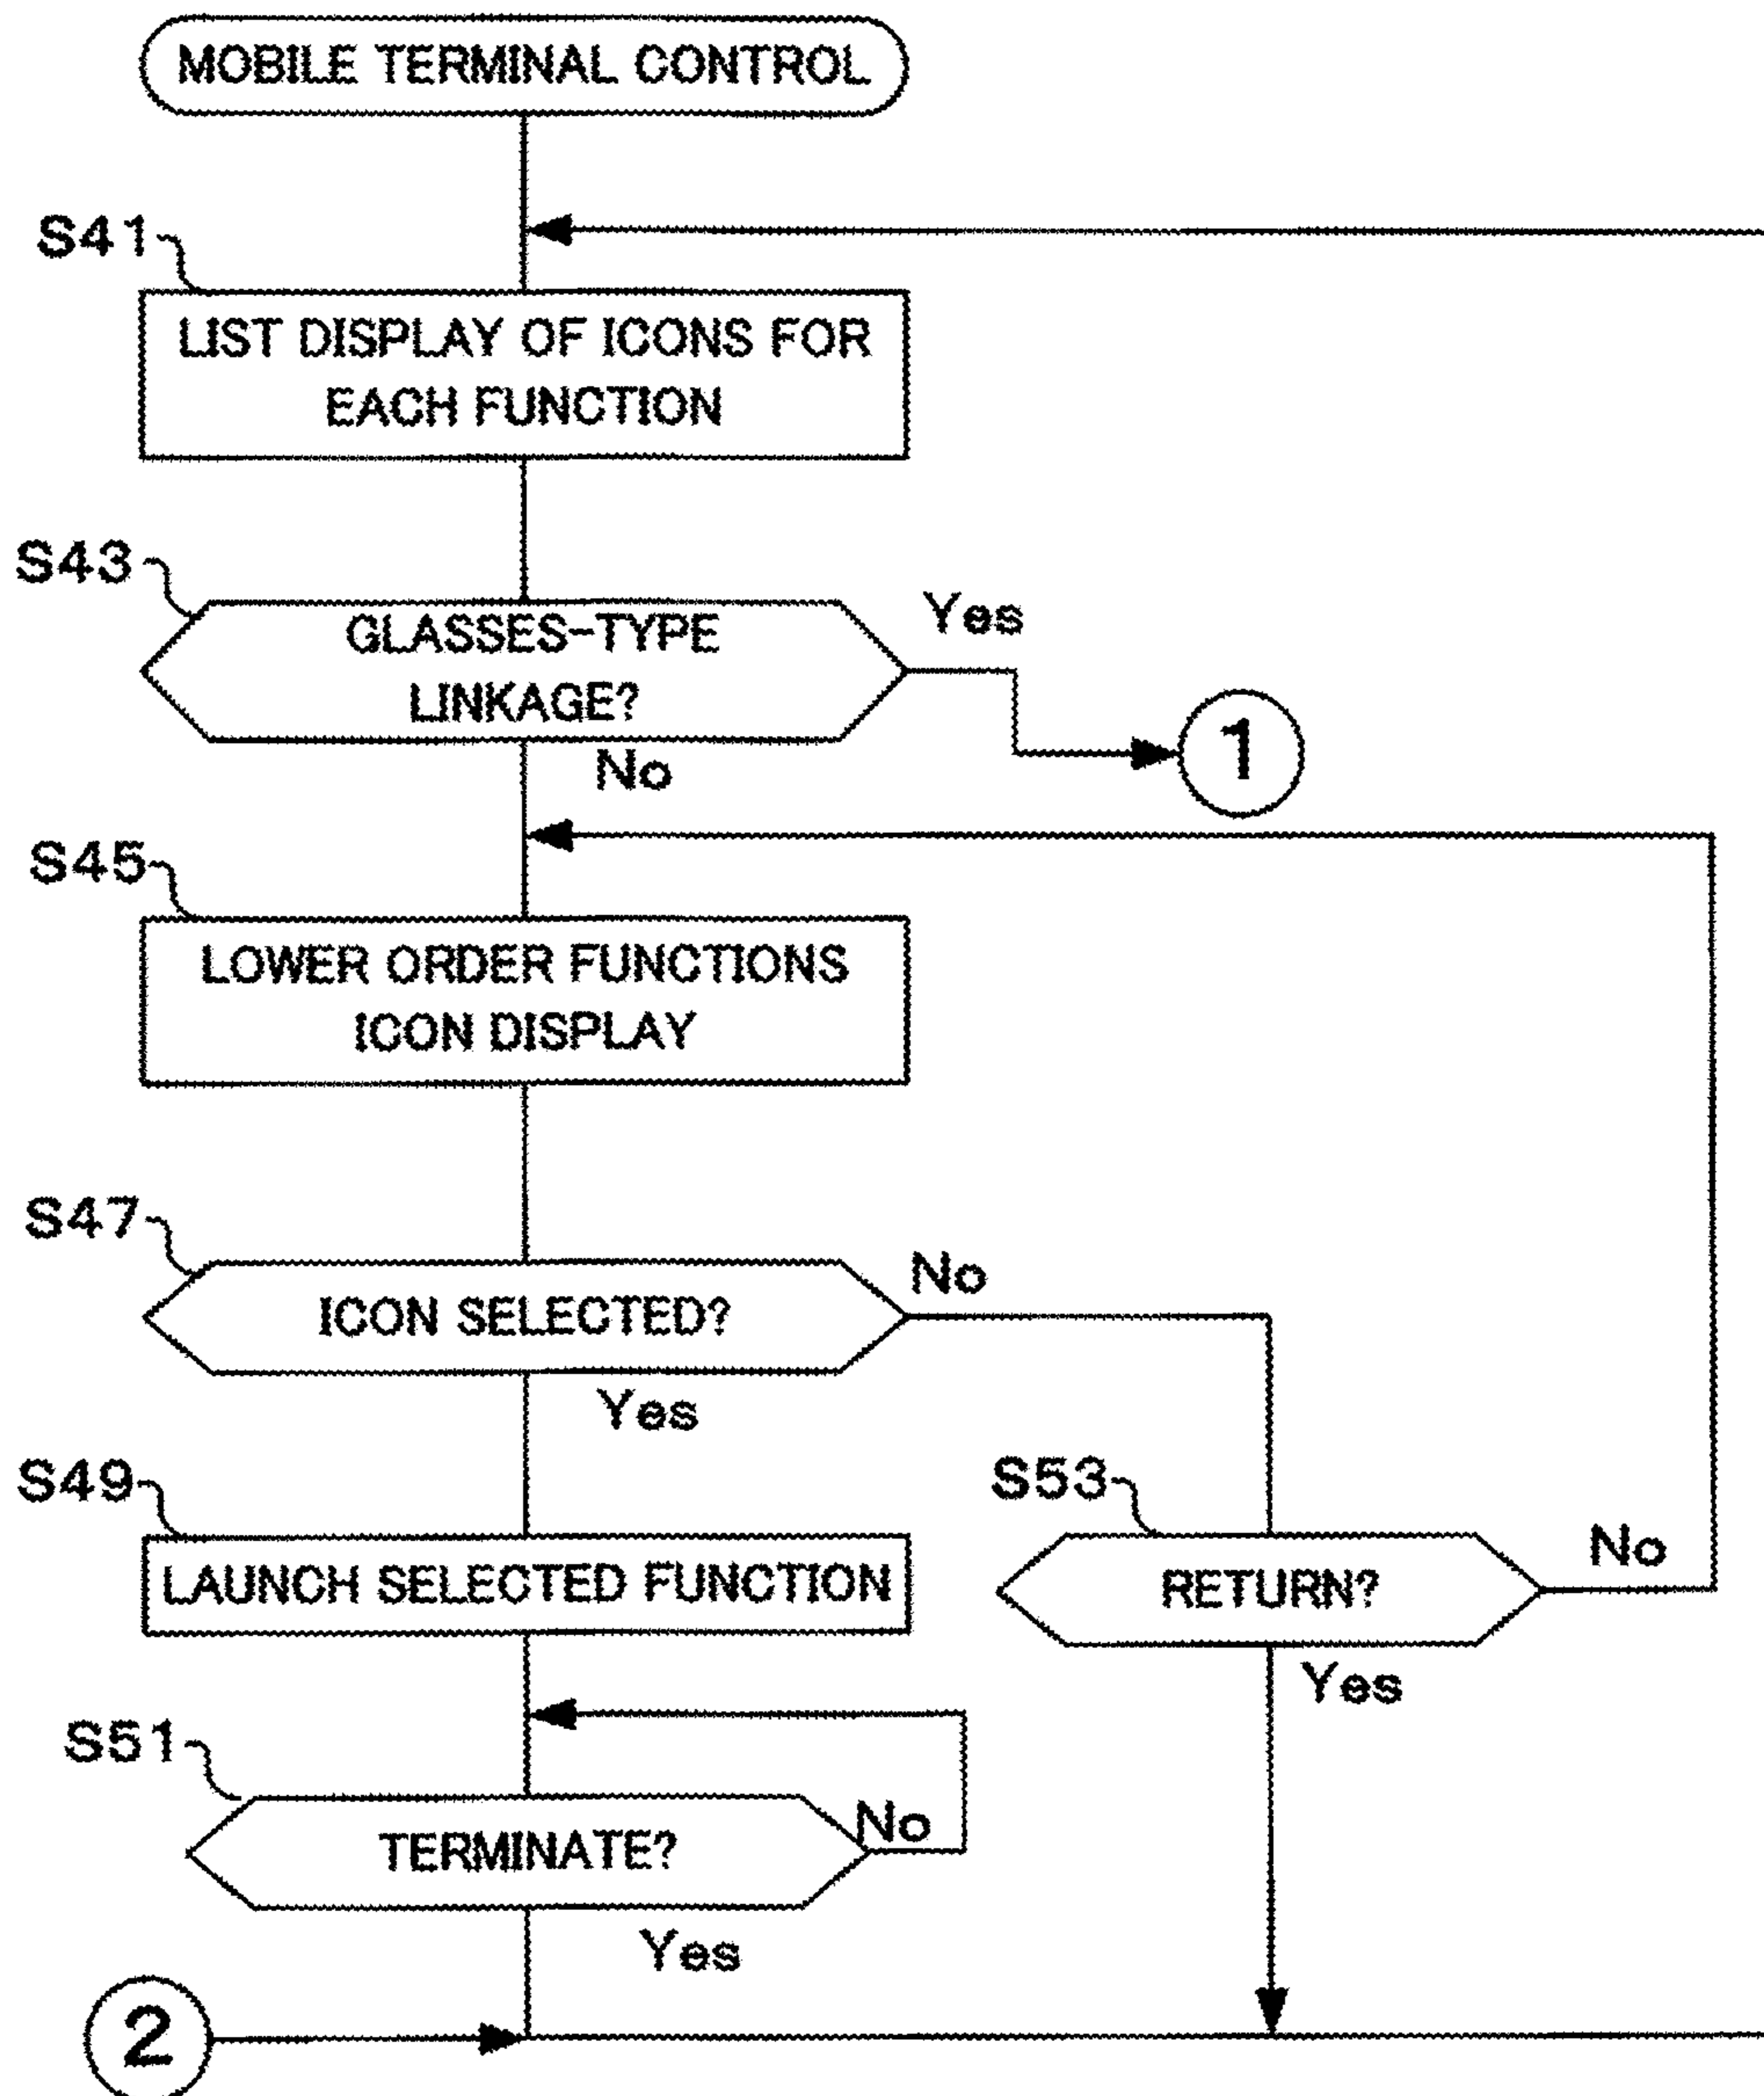 MOBILE TERMINAL CONTROL
S41
LIST DISPLAY OF ICONS FOR
EACH FUNCTION
S43
GLASSES-TYPE
LINKAGE?
Yes
1
No
S45
LOWER ORDER FUNCTIONS
ICON DISPLAY
S47
ICON SELECTED?
No
Yes
S49
LAUNCH SELECTED FUNCTION
S53
RETURN?
No
Yes
S51
TERMINATE?
No
Yes
2